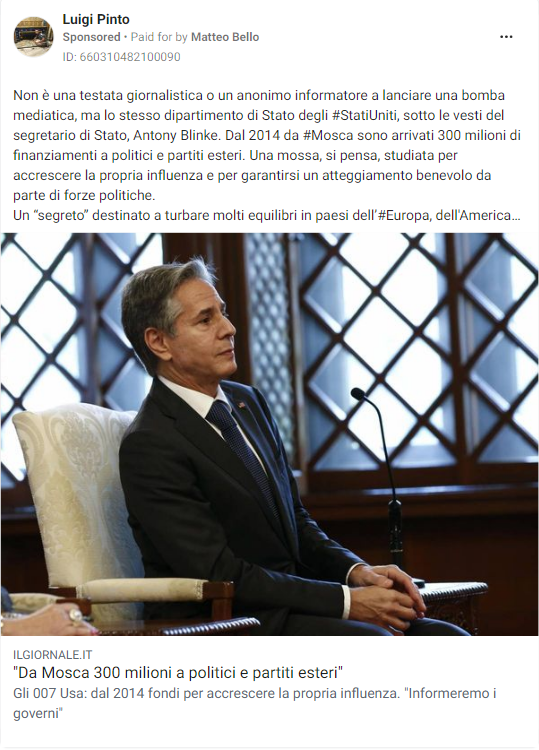 Luigi Pinto
Sponsored • Paid for by Matteo Bello
ID: 660310482100090
Non è una testata giornalistica o un anonimo informatore a lanciare una bomba
mediatica, ma lo stesso dipartimento di Stato degli #StatiUniti, sotto le vesti del
segretario di Stato, Antony Blinke. Dal 2014 da #Mosca sono arrivati 300 milioni di
finanziamenti a politici e partiti esteri. Una mossa, si pensa, studiata per
accrescere la propria influenza e per garantirsi un atteggiamento benevolo da
parte di forze politiche.
Un “segreto” destinato a turbare molti equilibri in paesi dell’#Europa, dell'America...
ILGIORNALE.IT
"Da Mosca 300 milioni a politici e partiti esteri"
Gli 007 Usa: dal 2014 fondi per accrescere la propria influenza. "Informeremo i
governi"